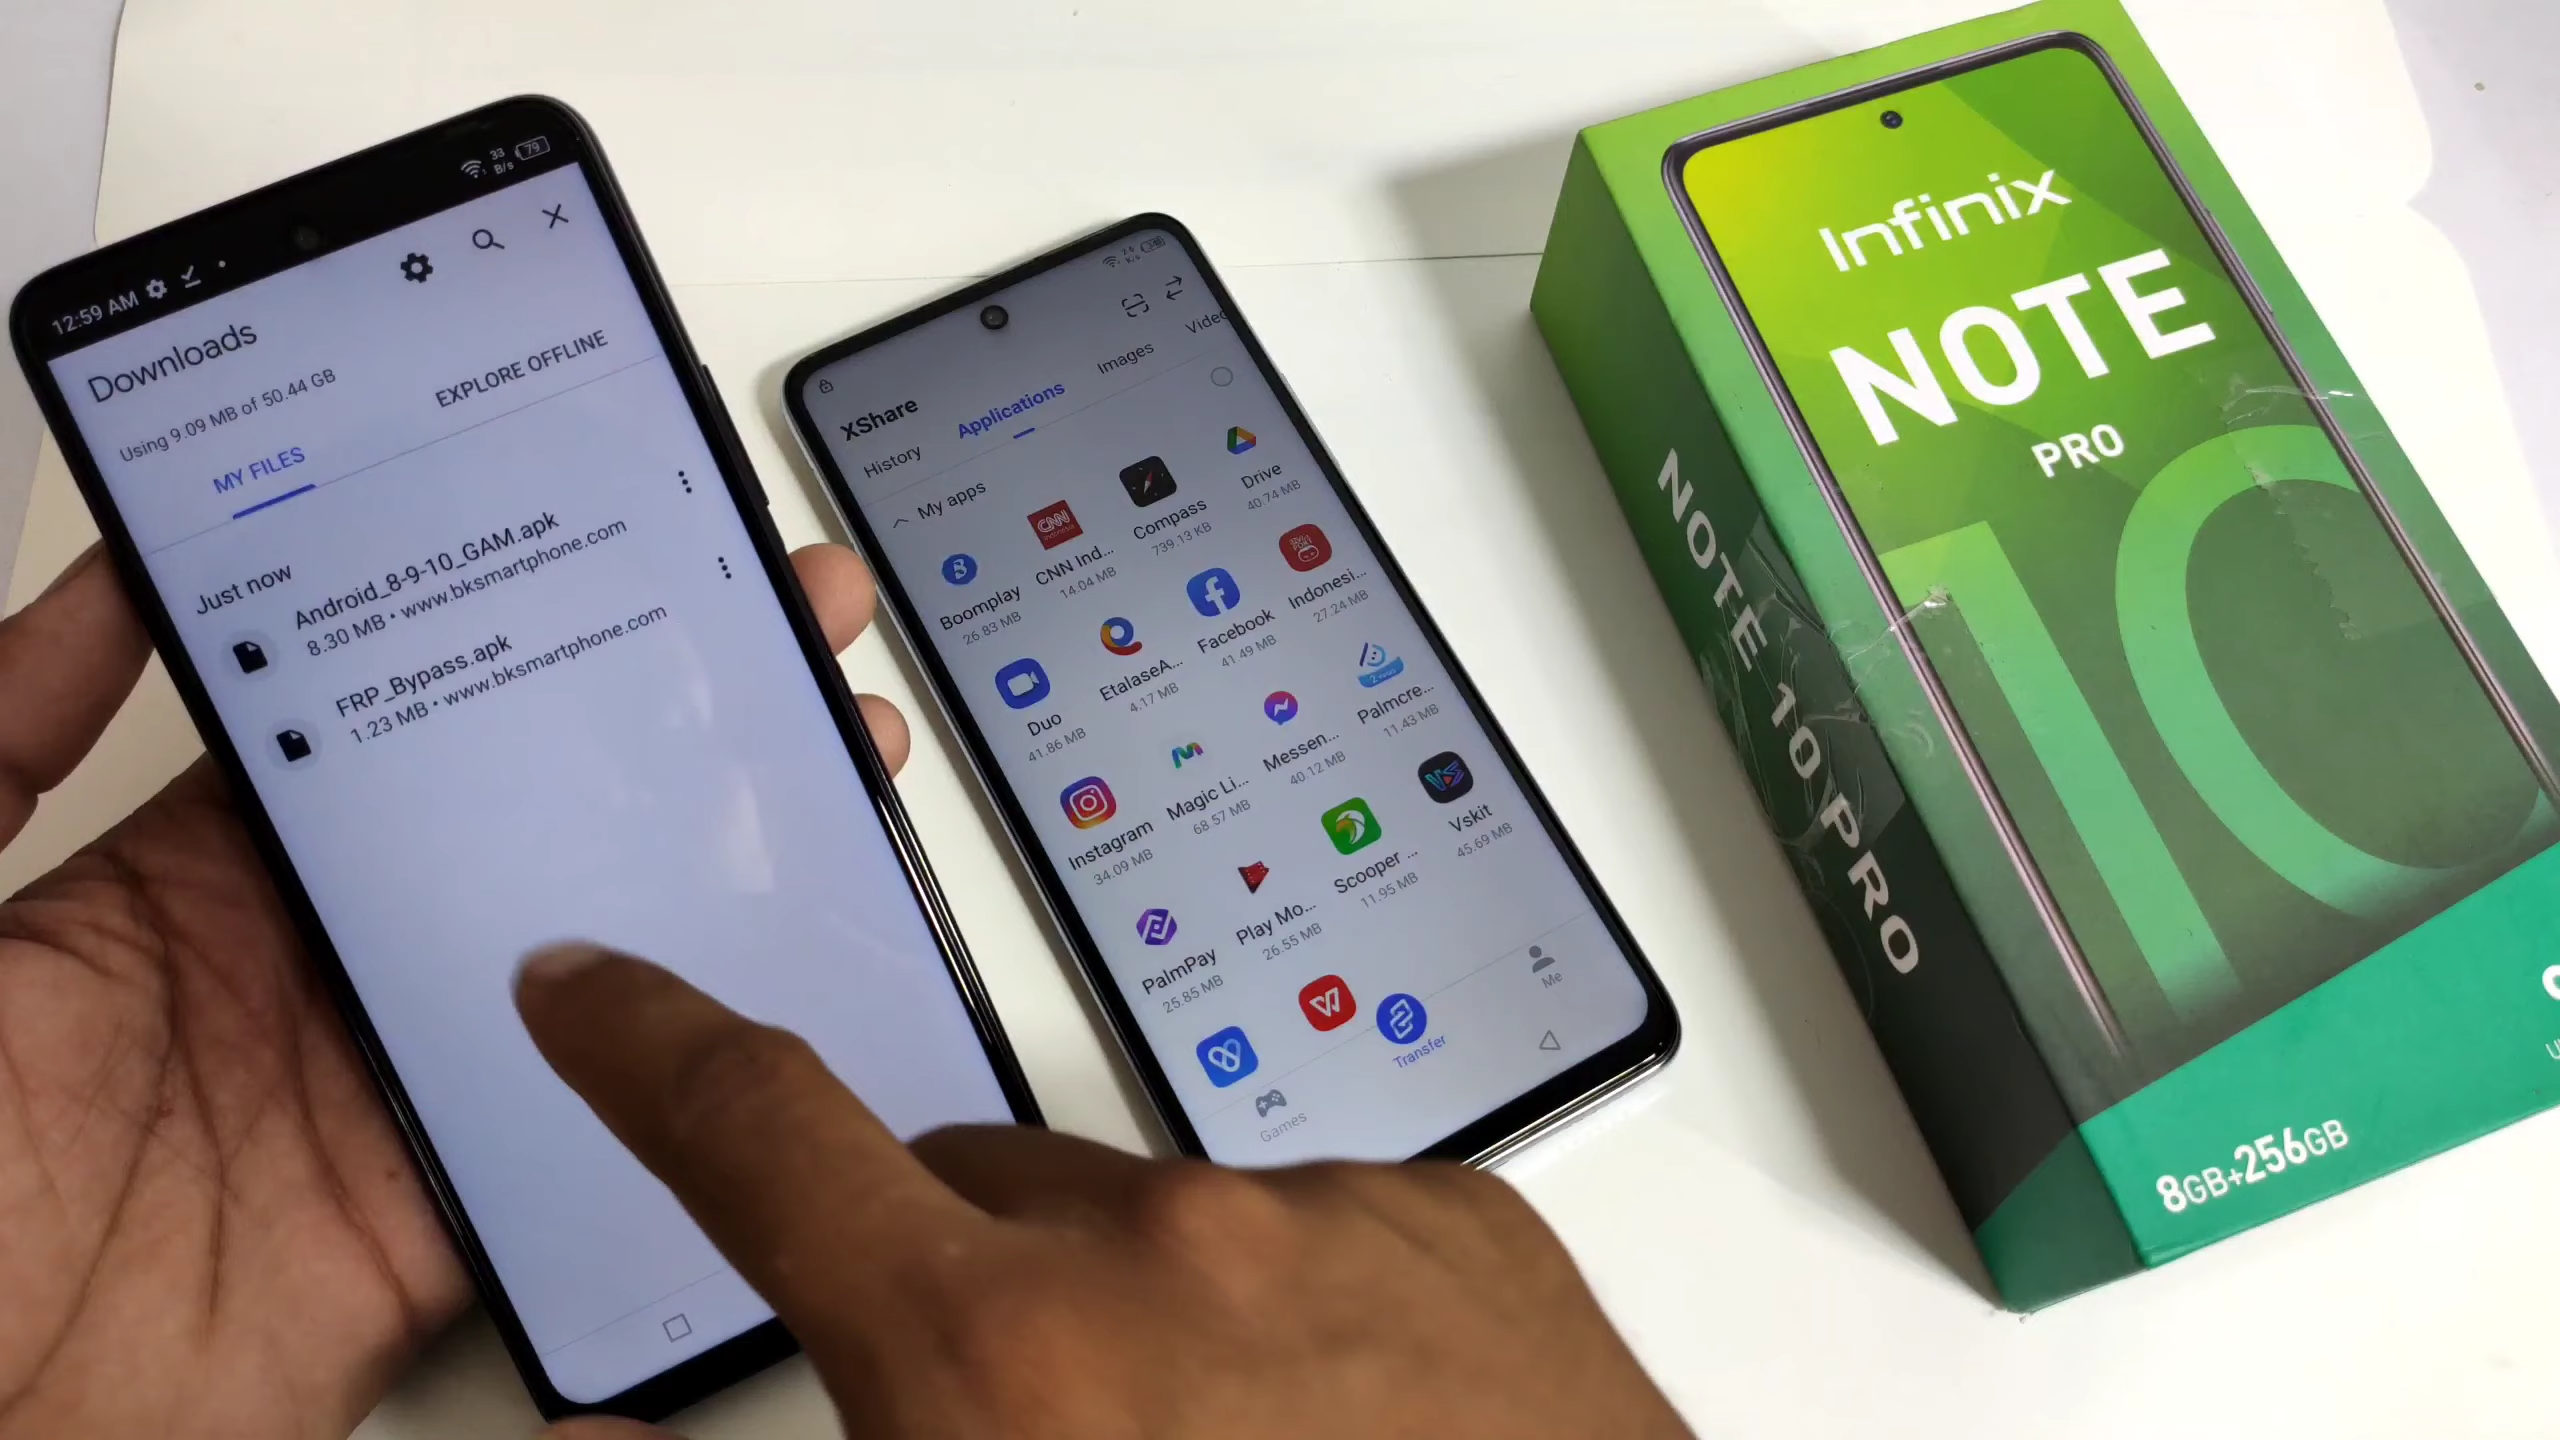 12:59 AM
33
B/s
79
Downloads
Using 9.09 MB of 50.44 GB
MY FILES
EXPLORE OFFLINE
Just now
Android_8-9-10_GAM.apk
8.30 MB • www.bksmartphone.com
FRP_Bypass.apk
1.23 MB • www.bksmartphone.com
K/s
XShare
History
Applications
Images
Videc
My apps
Boomplay
26.83 MB
CNN Ind...
14.04 MB
Compass
739.13 KB
Drive
40.74 MB
Duo
41.86 MB
EtalaseA...
4.17 MB
Facebook
41.49 MB
Indonesi...
27.24 MB
Instagram
34.09 MB
Magic Li...
68.57 MB
Messen...
40.12 MB
Palmcre...
11.43 MB
PalmPay
25.85 MB
Play Mo...
26.55 MB
Scooper ...
11.95 MB
Vskit
45.69 MB
Games
Transfer
Me
CNN
Infinix
NOTE
PRO
10
NOTE 10 PRO
8GB+256GB